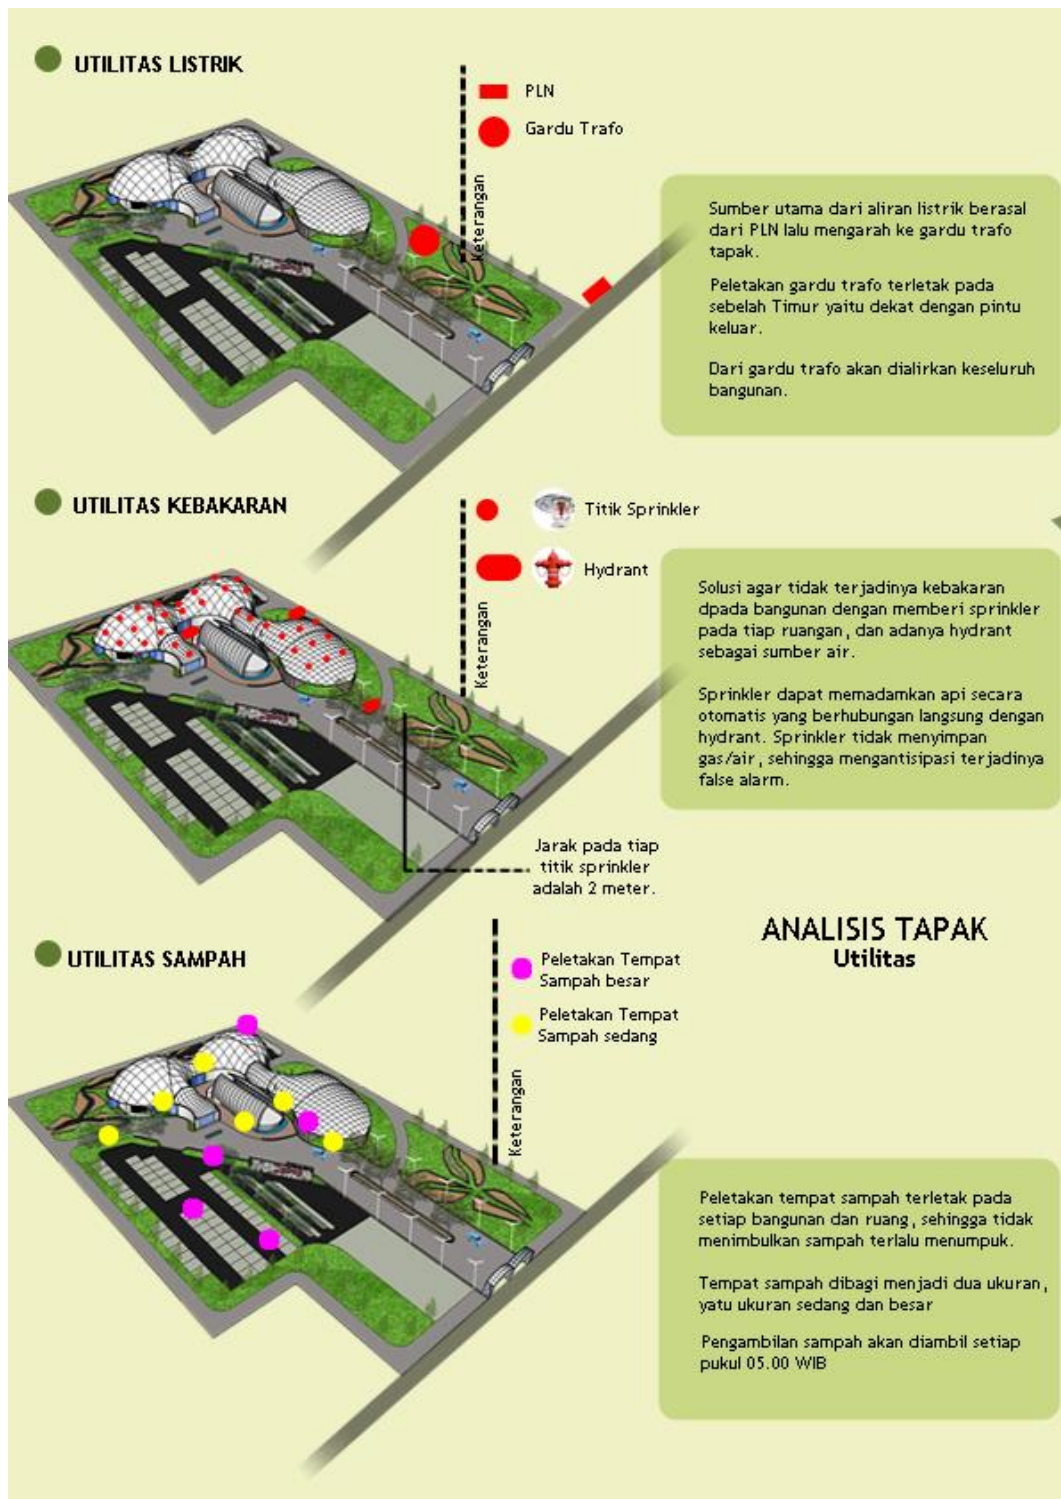 UTILITAS LISTRIK
PLN
Gardu Trafo
Keterangan
Sumber utama dari aliran listrik berasal
dari PLN lalu mengarah ke gardu trafo
tapak.
Peletakan gardu trafo terletak pada
sebelah Timur yaitu dekat dengan pintu
keluar.
Dari gardu trafo akan dialirkan keseluruh
bangunan.
UTILITAS KEBAKARAN
Titik Sprinkler
Hydrant
Keterangan
Solusi agar tidak terjadinya kebakaran
dpada bangunan dengan memberi sprinkler
pada tiap ruangan, dan adanya hydrant
sebagai sumber air.
Sprinkler dapat memadamkan api secara
otomatis yang berhubungan langsung dengan
hydrant. Sprinkler tidak menyimpan
gas/air, sehingga mengantisipasi terjadinya
false alarm.
Jarak pada tiap
titik sprinkler
adalah 2 meter.
ANALISIS TAPAK
Utilitas
UTILITAS SAMPAH
Peletakan Tempat
Sampah besar
Peletakan Tempat
Sampah sedang
Keterangan
Peletakan tempat sampah terletak pada
setiap bangunan dan ruang, sehingga tidak
menimbulkan sampah terlalu menumpuk.
Tempat sampah dibagi menjadi dua ukuran,
yatu ukuran sedang dan besar
Pengambilan sampah akan diambil setiap
pukul 05.00 WIB